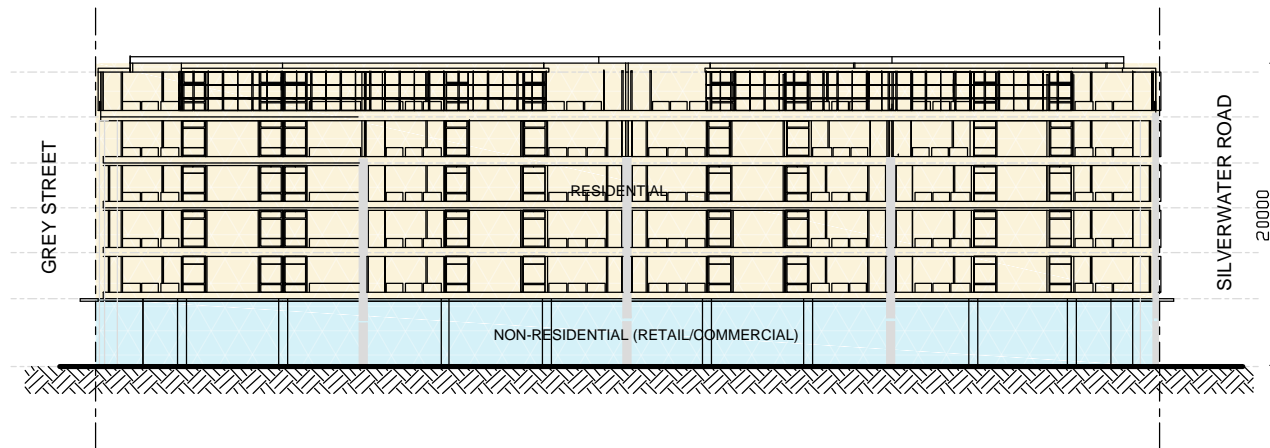 GREY STREET
RESIDENTIAL
NON-RESIDENTIAL (RETAIL/COMMERCIAL)
SILVERWATER ROAD
20000